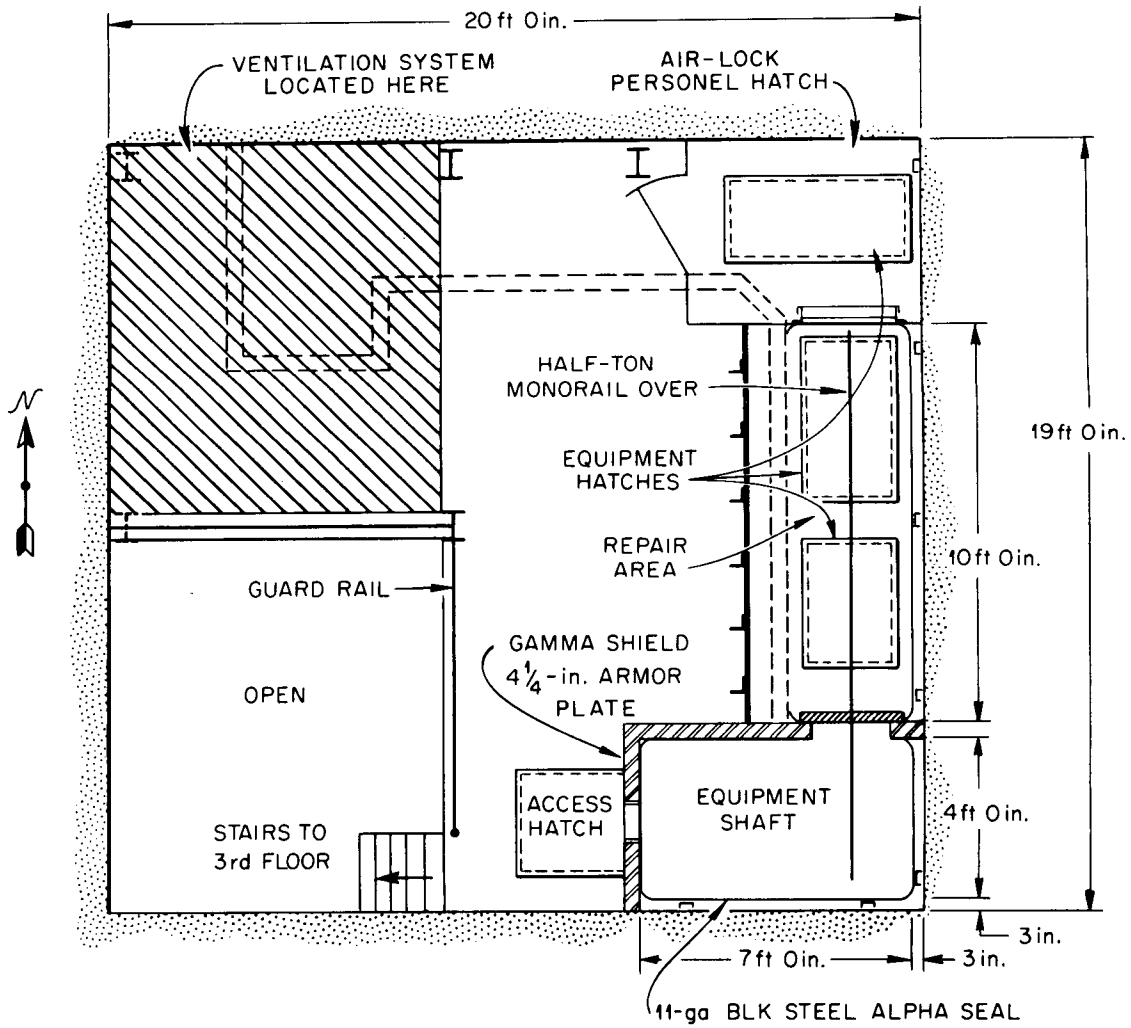 20 ft 0 in.
VENTILATION SYSTEM
LOCATED HERE
AIR-LOCK
PERSONEL HATCH
N
HALF-TON
MONORAIL OVER
19 ft 0 in.
EQUIPMENT
HATCHES
REPAIR
AREA
10 ft 0 in.
GUARD RAIL
GAMMA SHIELD
4 1/4-in. ARMOR
PLATE
OPEN
ACCESS
HATCH
EQUIPMENT
SHAFT
4 ft 0 in.
STAIRS TO
3rd FLOOR
3 in.
7 ft 0 in.
3 in.
11-ga BLK STEEL ALPHA SEAL